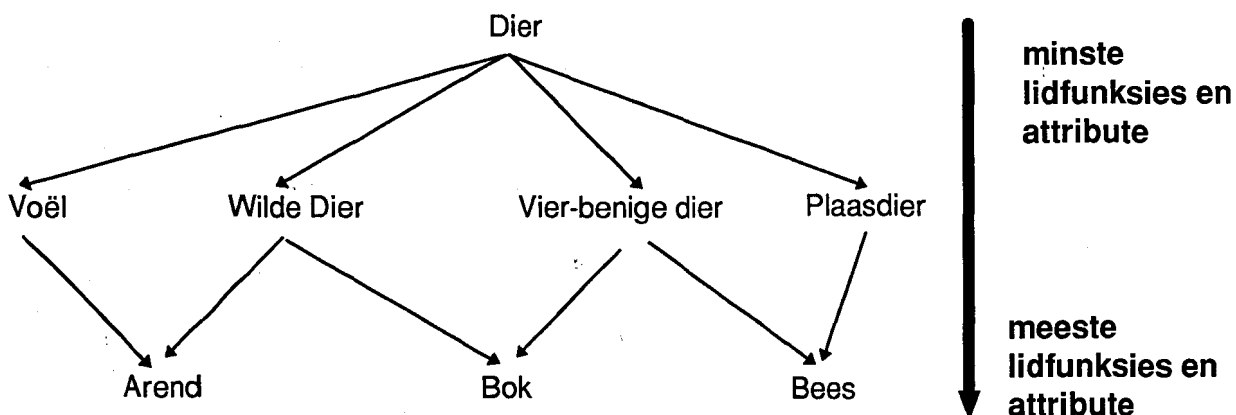 Dier
minste
lidfunksies en
attribute
Voël Wilde Dier Vier-benige dier Plaasdier
meeste
lidfunksies en
attribute
Arend Bok Bees